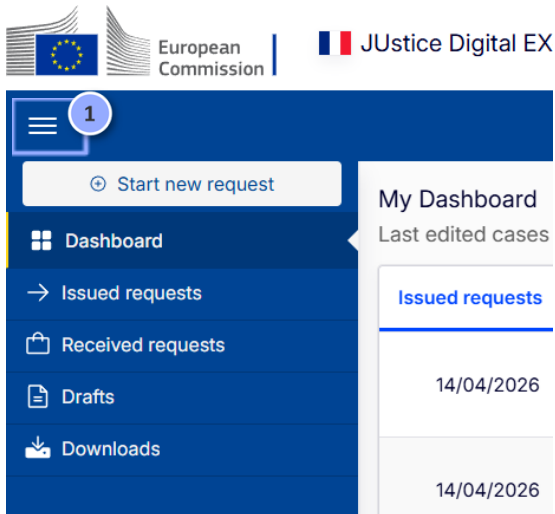 European
Commission
JUstice Digital EX
1
Start new request
Dashboard
Issued requests
Received requests
Drafts
Downloads
My Dashboard
Last edited cases
Issued requests
14/04/2026
14/04/2026